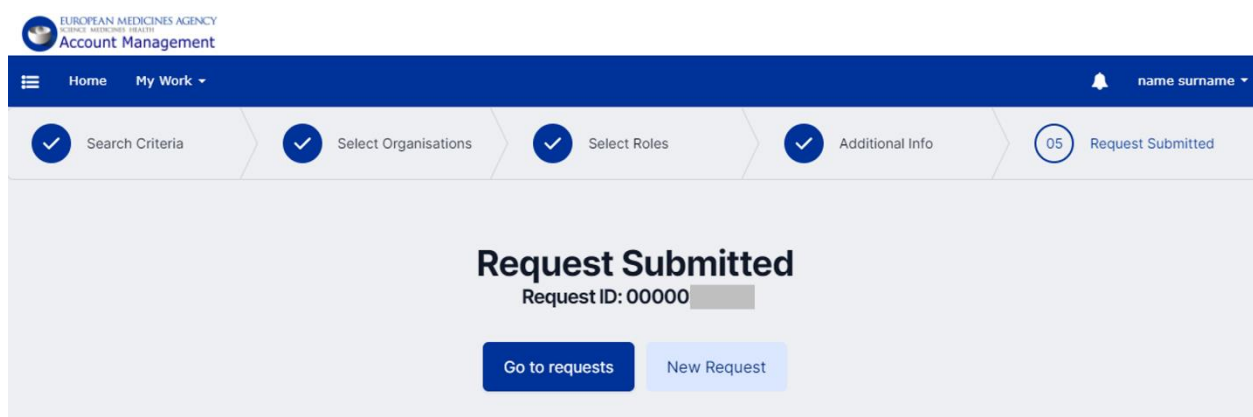 EUROPEAN MEDICINES AGENCY
SCIENCE MEDICINES HEALTH
Account Management
Home My Work name surname
Search Criteria Select Organisations Select Roles Additional Info 05 Request Submitted
Request Submitted
Request ID: 00000
Go to requests New Request